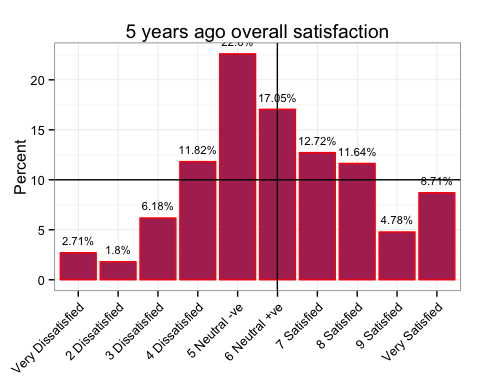 5 years ago overall satisfaction
Percent
20
15
10
5
0
2.71%
1.8%
6.18%
11.82%
22.6%
17.05%
12.72%
11.64%
4.78%
8.71%
Very Dissatisfied
2 Dissatisfied
3 Dissatisfied
4 Dissatisfied
5 Neutral -ve
6 Neutral +ve
7 Satisfied
8 Satisfied
9 Satisfied
Very Satisfied